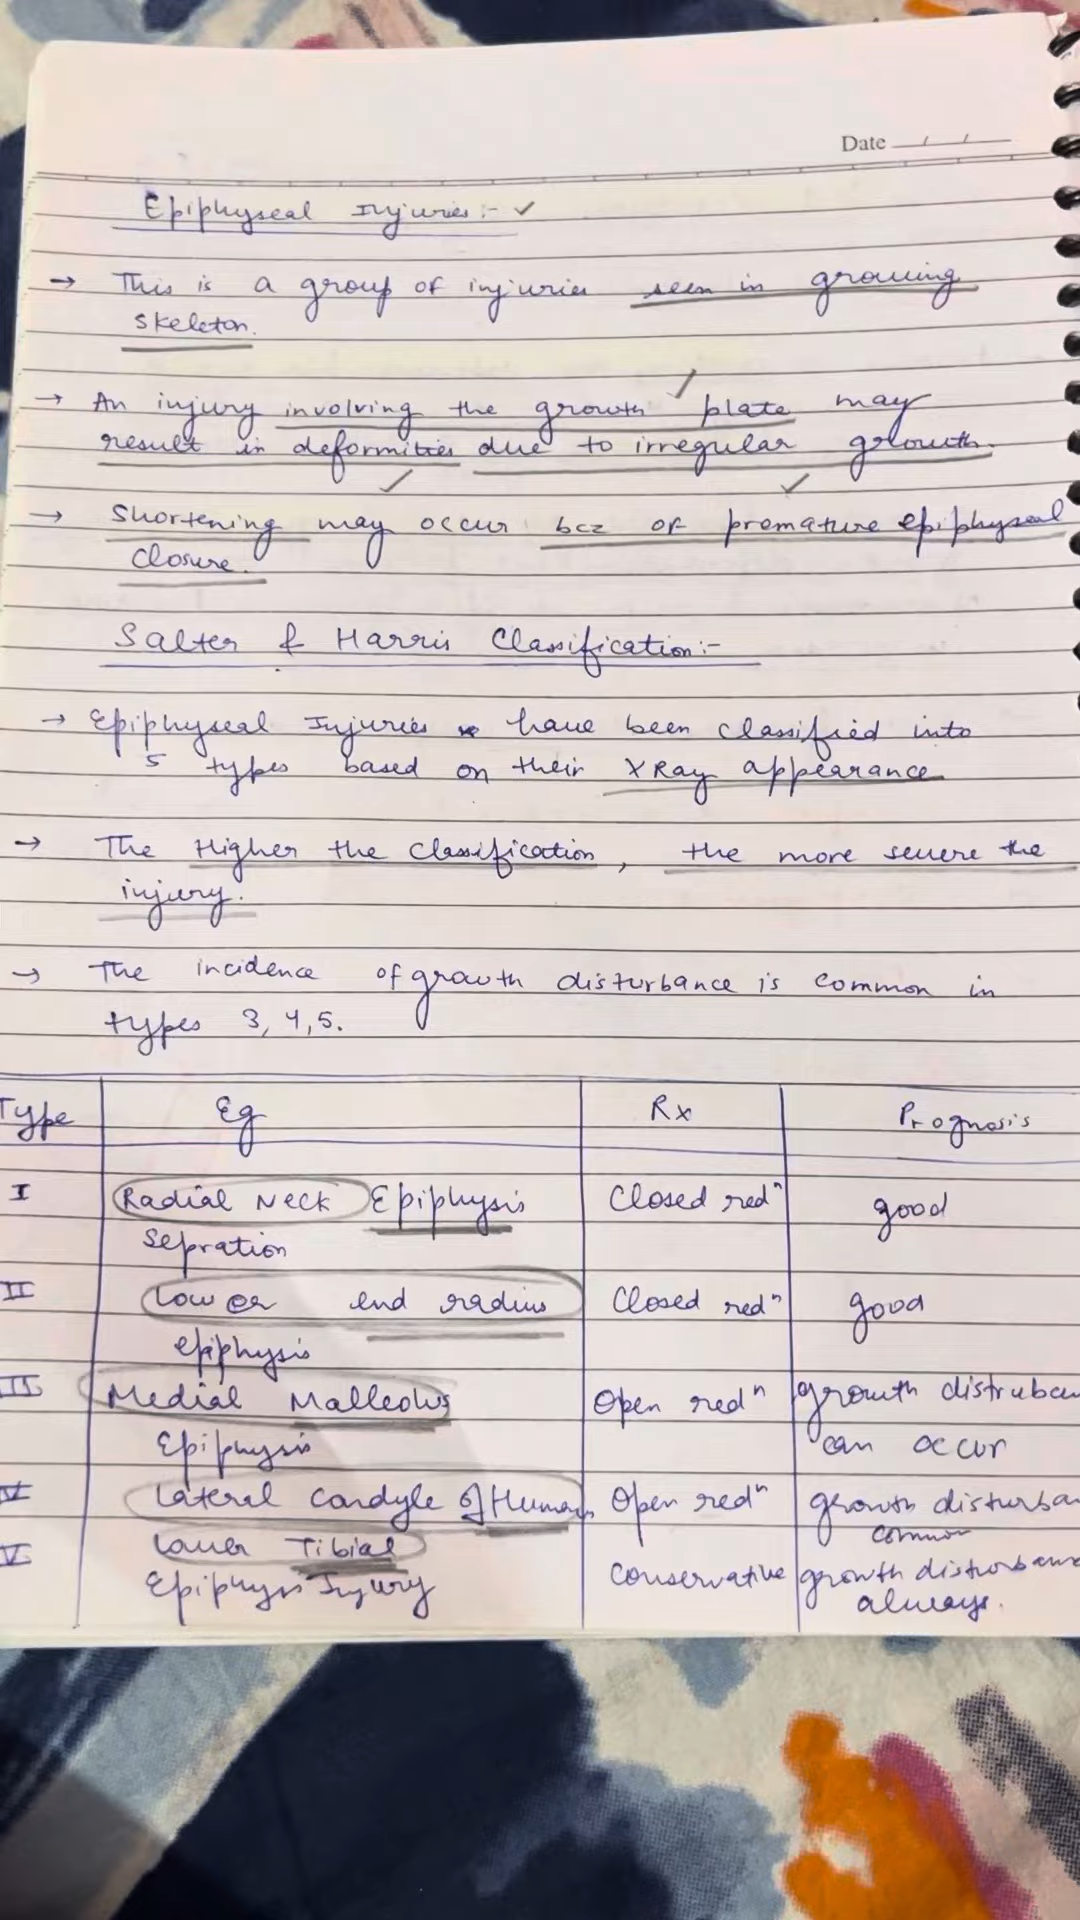 Date
Epiphyseal Injuries:- ✓
→ This is a group of injuries seen in growing
skeleton.
→ An injury involving the growth plate may
result in deformities due to irregular growth.
→ Shortening may occur bcz of premature epiphyseal
closure.
Salter & Harris Classification:-
→ Epiphyseal Injuries have been classified into
5 types based on their X Ray appearance
→ The Higher the classification, the more severe the
injury.
→ The incidence of growth disturbance is common in
types 3, 4, 5.
Type Eg Rx Prognosis
I Radial Neck Epiphysis Closed redⁿ good
sepration
II Lower end radius Closed redⁿ good
epiphysis
III Medial Malleolus Open redⁿ growth distruban
Epiphysis can occur
IV Lateral Condyle of Humerus Open redⁿ growth disturba
common
V Lower Tibial Conservative growth disturbance
Epiphysis Injury always.